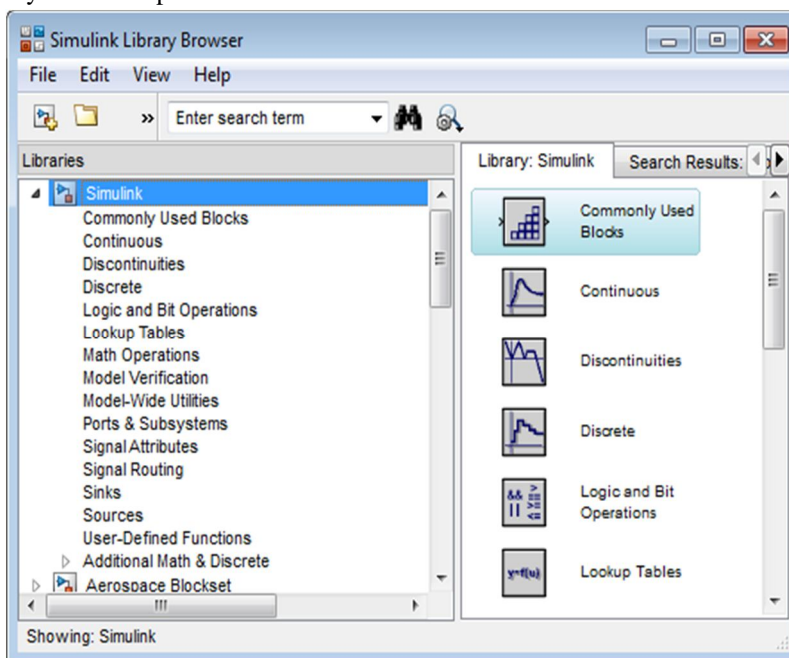 Simulink Library Browser
File Edit View Help
» Enter search term
Libraries
Simulink
Commonly Used Blocks
Continuous
Discontinuities
Discrete
Logic and Bit Operations
Lookup Tables
Math Operations
Model Verification
Model-Wide Utilities
Ports & Subsystems
Signal Attributes
Signal Routing
Sinks
Sources
User-Defined Functions
Additional Math & Discrete
Aerospace Blockset
Library: Simulink Search Results:
Commonly Used
Blocks
Continuous
Discontinuities
Discrete
&& > >=
|| <=
Logic and Bit
Operations
y=f(u)
Lookup Tables
Showing: Simulink